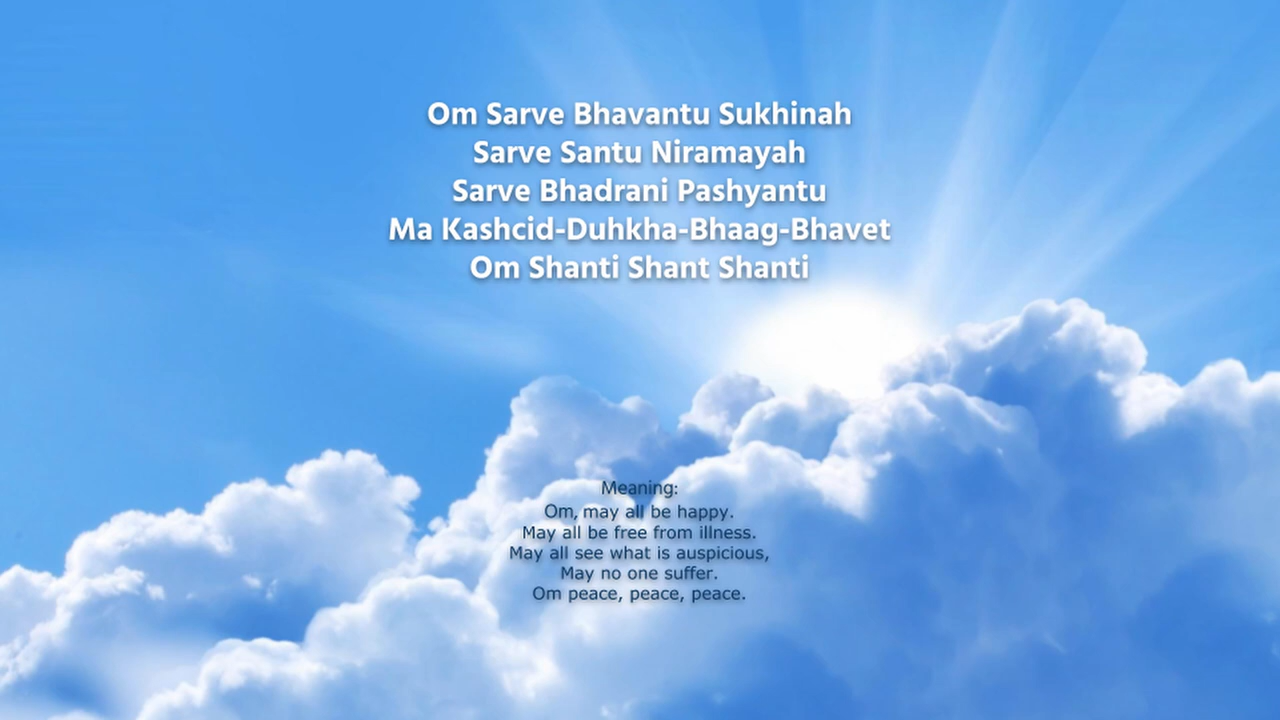 Om Sarve Bhavantu Sukhinah
Sarve Santu Niramayah
Sarve Bhadrani Pashyantu
Ma Kashcid-Duhkha-Bhaag-Bhavet
Om Shanti Shant Shanti
Meaning:
Om, may all be happy.
May all be free from illness.
May all see what is auspicious,
May no one suffer.
Om peace, peace, peace.